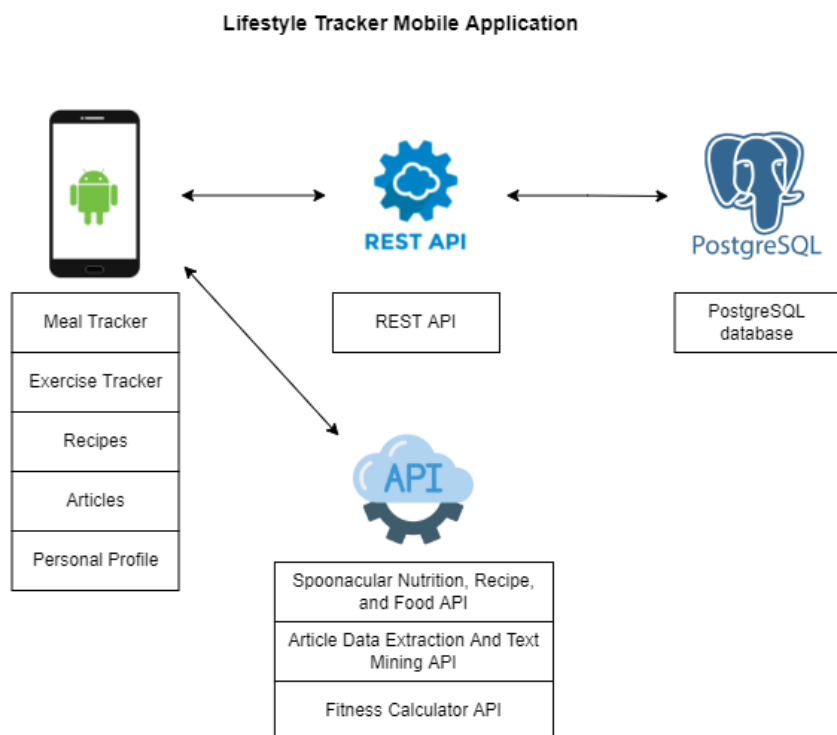 Lifestyle Tracker Mobile Application
REST API
PostgreSQL
Meal Tracker
Exercise Tracker
Recipes
Articles
Personal Profile
REST API
PostgreSQL
database
API
Spoonacular Nutrition, Recipe,
and Food API
Article Data Extraction And Text
Mining API
Fitness Calculator API